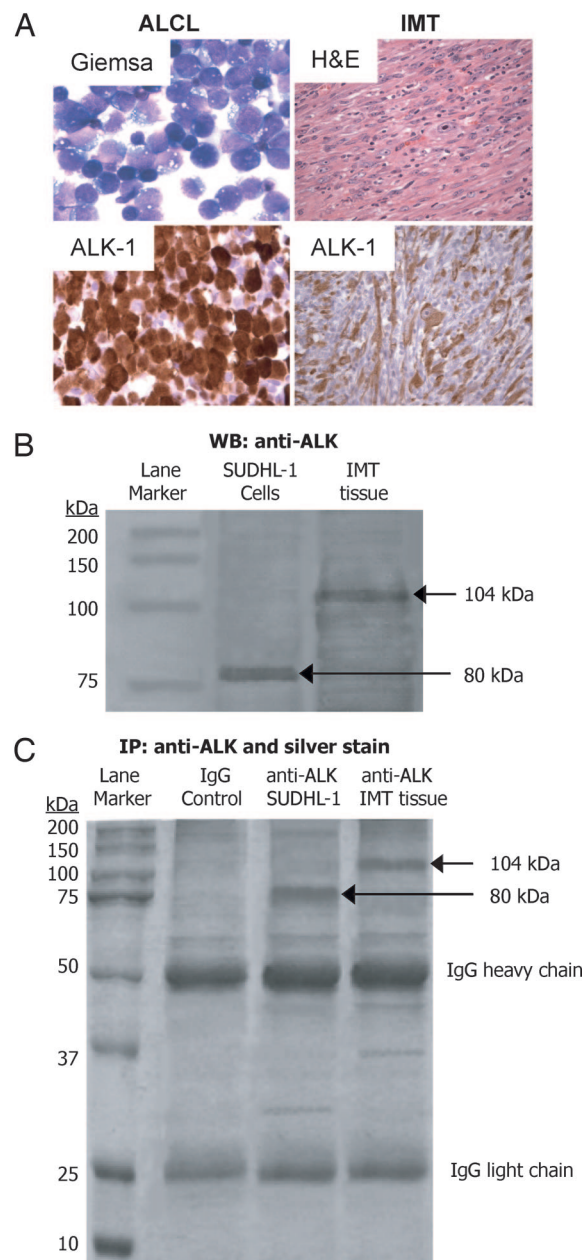 A
ALCL
IMT
Giemsa
H&E
ALK-1
ALK-1
B
WB: anti-ALK
Lane
Marker
SUDHL-1
Cells
IMT
tissue
kDa
200
150
100
75
104 kDa
80 kDa
C
IP: anti-ALK and silver stain
Lane
Marker
IgG
Control
anti-ALK
SUDHL-1
anti-ALK
IMT tissue
kDa
200
150
100
75
50
37
25
10
104 kDa
80 kDa
IgG heavy chain
IgG light chain